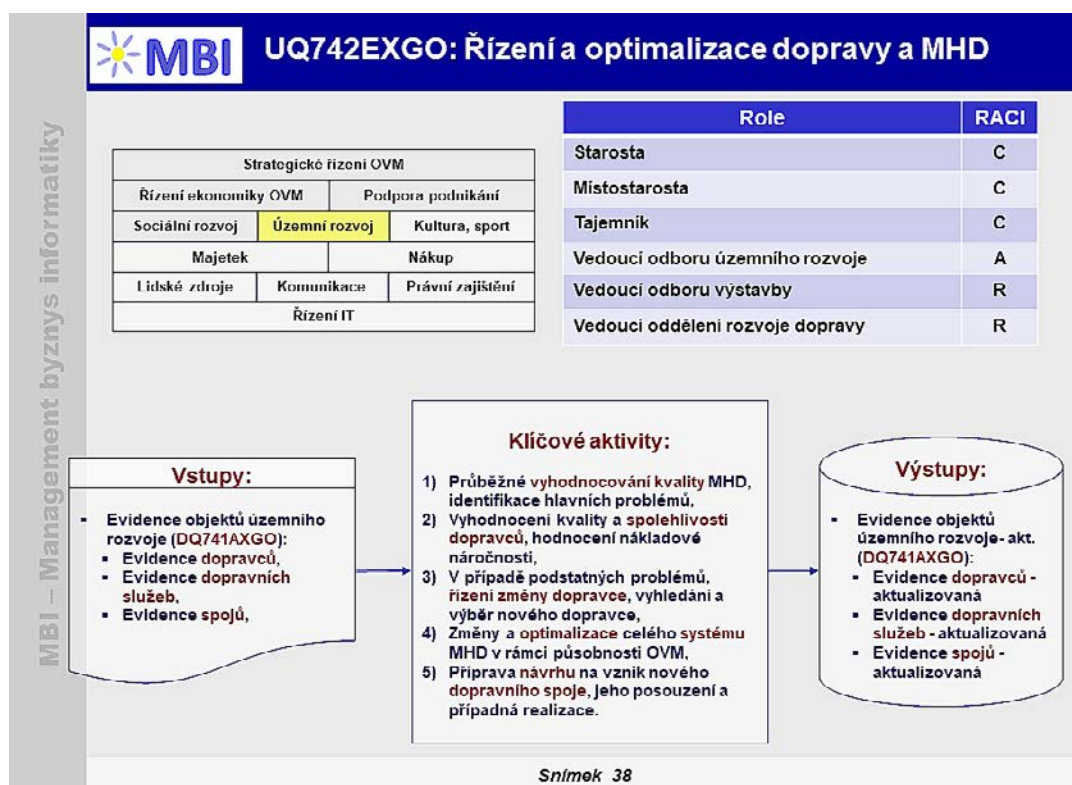 MBI
UQ742EXGO: Řízení a optimalizace dopravy a MHD
MBI – Management byznys informatiky
Strategické řízení OVM
Řízení ekonomiky OVM Podpora podnikání
Sociální rozvoj Územní rozvoj Kultura, sport
Majetek Nákup
Lidské zdroje Komunikace Právní zajištění
Řízení IT
Role RACI
Starosta C
Místostarosta C
Tajemník C
Vedoucí odboru územního rozvoje A
Vedoucí odboru výstavby R
Vedoucí oddělení rozvoje dopravy R
Vstupy:
▪ Evidence objektů územního
rozvoje (DQ741AXGO):
▪ Evidence dopravců,
▪ Evidence dopravních
služeb,
▪ Evidence spojů,
Klíčové aktivity:
1) Průběžné vyhodnocování kvality MHD,
identifikace hlavních problémů,
2) Vyhodnocení kvality a spolehlivosti
dopravců, hodnocení nákladové
náročnosti,
3) V případě podstatných problémů,
řízení změny dopravce, vyhledání a
výběr nového dopravce,
4) Změny a optimalizace celého systému
MHD v rámci působnosti OVM,
5) Příprava návrhu na vznik nového
dopravního spoje, jeho posouzení a
případná realizace.
Výstupy:
▪ Evidence objektů
územního rozvoje- akt.
(DQ741AXGO):
▪ Evidence dopravců -
aktualizovaná
▪ Evidence dopravních
služeb - aktualizovaná
▪ Evidence spojů -
aktualizovaná
Snímek 38